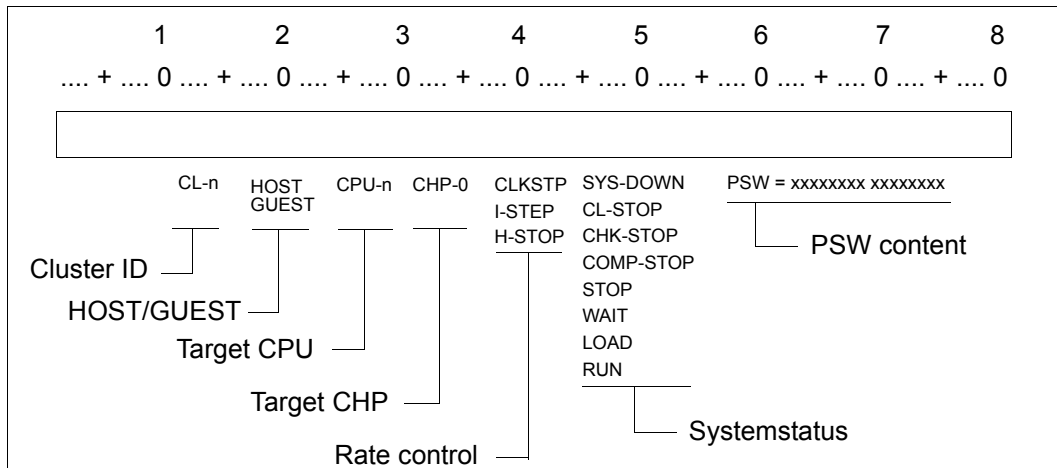 1 2 3 4 5 6 7 8
.... + .... 0 .... + .... 0 .... + .... 0 .... + .... 0 .... + .... 0 .... + .... 0 .... + .... 0 .... + .... 0
CL-n HOST CPU-n CHP-0 CLKSTP SYS-DOWN PSW = xxxxxxxx xxxxxxxx
GUEST I-STEP CL-STOP
H-STOP CHK-STOP PSW content
Cluster ID COMP-STOP
STOP
HOST/GUEST WAIT
Target CPU LOAD
RUN
Target CHP
Systemstatus
Rate control